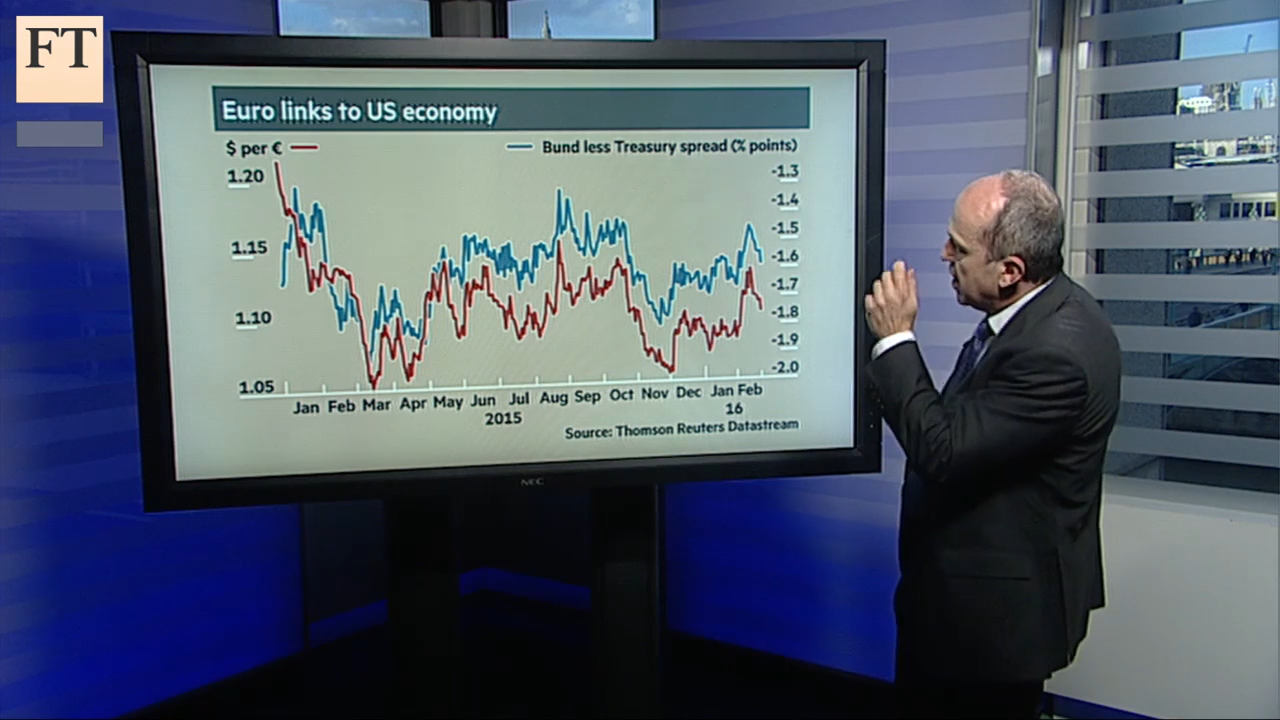 FT
Euro links to US economy
$ per €
Bund less Treasury spread (% points)
1.20
1.15
1.10
1.05
-1.3
-1.4
-1.5
-1.6
-1.7
-1.8
-1.9
-2.0
Jan Feb Mar Apr May Jun Jul Aug Sep Oct Nov Dec Jan Feb
2015 16
Source: Thomson Reuters Datastream
NEC